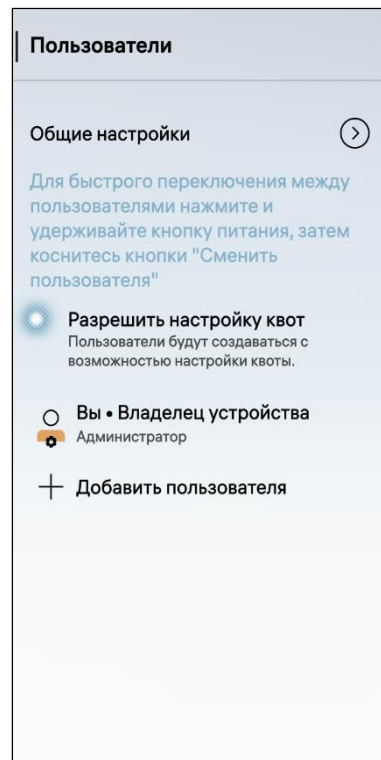 Пользователи
Общие настройки
Для быстрого переключения между
пользователями нажмите и
удерживайте кнопку питания, затем
коснитесь кнопки "Сменить
пользователя"
Разрешить настройку квот
Пользователи будут создаваться с
возможностью настройки квоты.
Вы • Владелец устройства
Администратор
Добавить пользователя